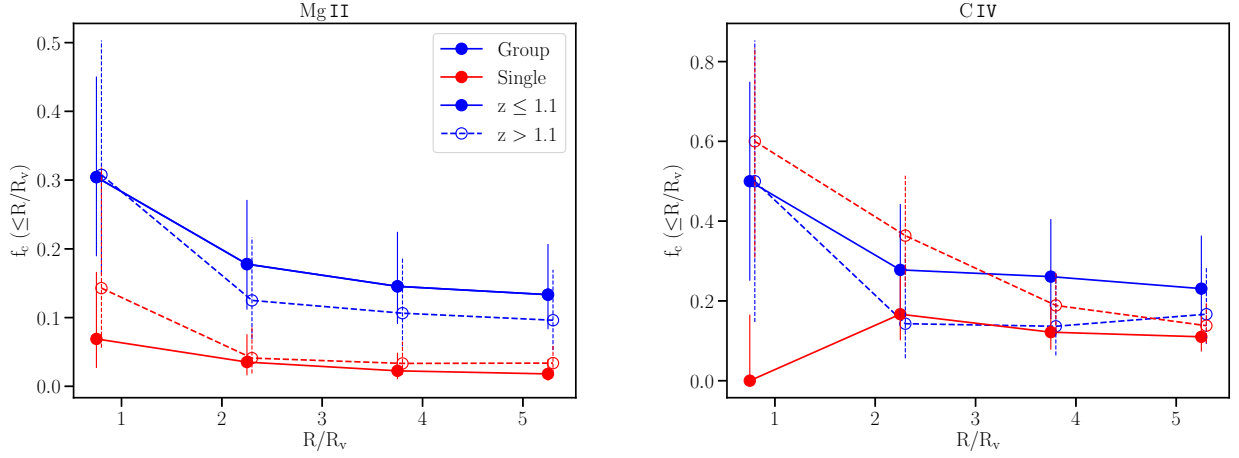 Mg II
0.5
0.4
0.3
0.2
0.1
0.0
f_c (≤R/R_v)
1 2 3 4 5
R/R_v
Group
Single
z ≤ 1.1
z > 1.1
C IV
0.8
0.6
0.4
0.2
0.0
f_c (≤R/R_v)
1 2 3 4 5
R/R_v